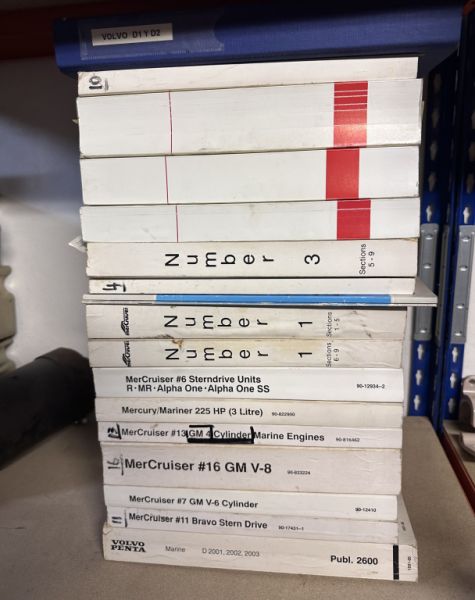 VOLVO D1 Y D2
10
Number 3 Sections 5-9
4
Number 1 Sections 1-5
Number 1 Sections 6-9
MerCruiser #6 Sterndrive Units
R·MR·Alpha One·Alpha One SS 90-12934-2
Mercury/Mariner 225 HP (3 Litre) 90-822900
13 MerCruiser #13 GM 4 Cylinder Marine Engines 90-816462
16 MerCruiser #16 GM V-8 90-823224
MerCruiser #7 GM V-6 Cylinder 90-12410
11 MerCruiser #11 Bravo Stern Drive 90-17431-1
VOLVO
PENTA Marine D 2001, 2002, 2003 Publ. 2600